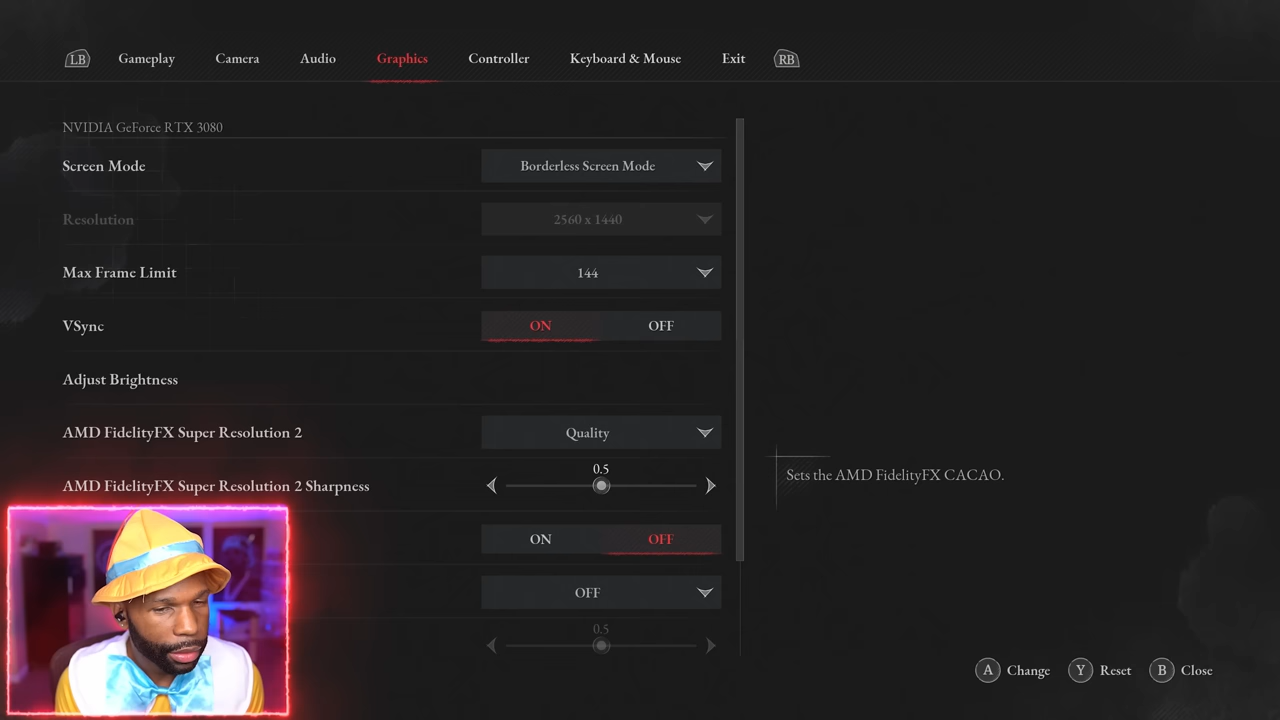 LB Gameplay Camera Audio Graphics Controller Keyboard & Mouse Exit RB
NVIDIA GeForce RTX 3080
Screen Mode Borderless Screen Mode
Resolution 2560 x 1440
Max Frame Limit 144
VSync ON OFF
Adjust Brightness
AMD FidelityFX Super Resolution 2 Quality
0.5
AMD FidelityFX Super Resolution 2 Sharpness
Sets the AMD FidelityFX CACAO.
ON OFF
OFF
0.5
A Change Y Reset B Close